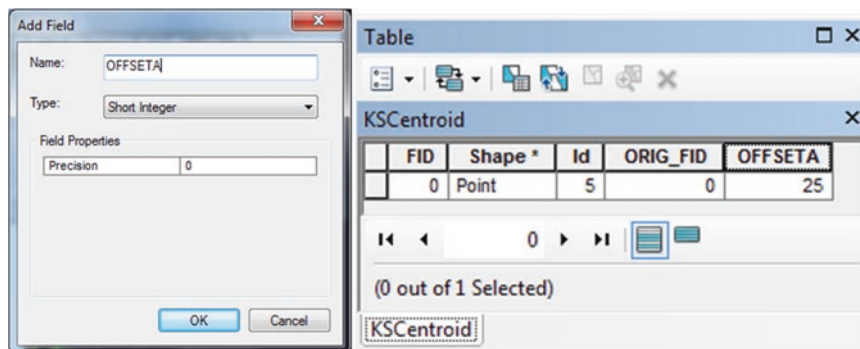 Add Field
Name: OFFSETA
Type: Short Integer
Field Properties
Precision 0
OK Cancel
Table
KSCentroid
FID Shape * Id ORIG_FID OFFSETA
0 Point 5 0 25
0
(0 out of 1 Selected)
KSCentroid